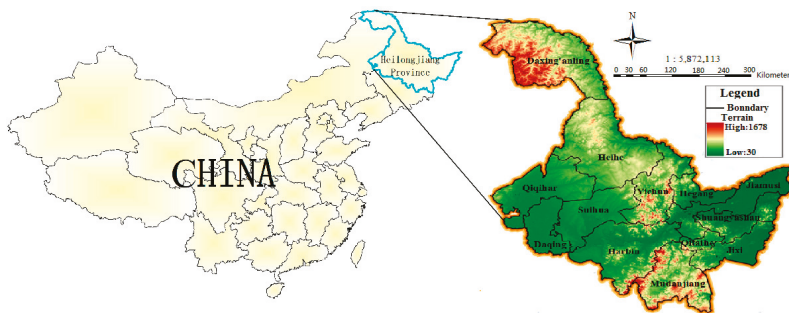 Heilongjiang
Province
CHINA
N
1 : 5,872,113
0 30 60 120 180 240 300
Kilometer
Legend
Bonndary
Terrain
High:1678
Low:30
Daxing'anling
Heihe
Qiqihar
Yichun
Hegang
Jiamusi
Suihua
Shuangyashan
Daqing
Harbin
Qitaihe
Jixi
Mudanjiang